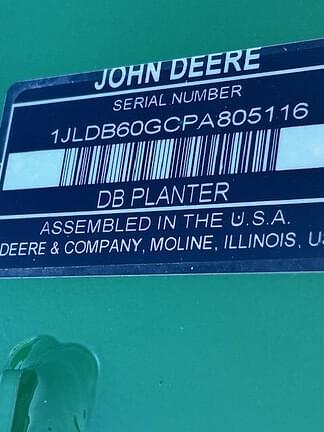 JOHN DEERE
SERIAL NUMBER
1JLDB60GCPA805116
DB PLANTER
ASSEMBLED IN THE U.S.A.
DEERE & COMPANY, MOLINE, ILLINOIS,